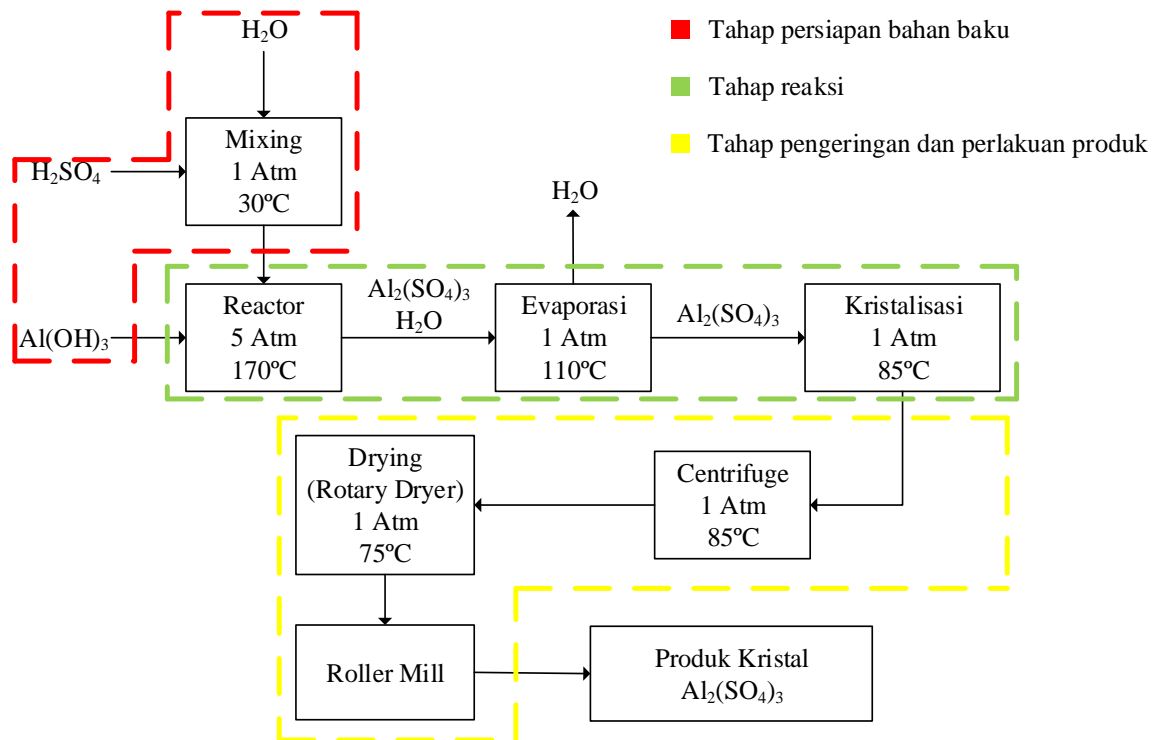 H₂O
Tahap persiapan bahan baku
Tahap reaksi
Tahap pengeringan dan perlakuan produk
Mixing
1 Atm
30ºC
H₂SO₄
H₂O
Al(OH)₃
Reactor
5 Atm
170ºC
Al₂(SO₄)₃
H₂O
Evaporasi
1 Atm
110ºC
Al₂(SO₄)₃
Kristalisasi
1 Atm
85ºC
Drying
(Rotary Dryer)
1 Atm
75ºC
Centrifuge
1 Atm
85ºC
Roller Mill
Produk Kristal
Al₂(SO₄)₃